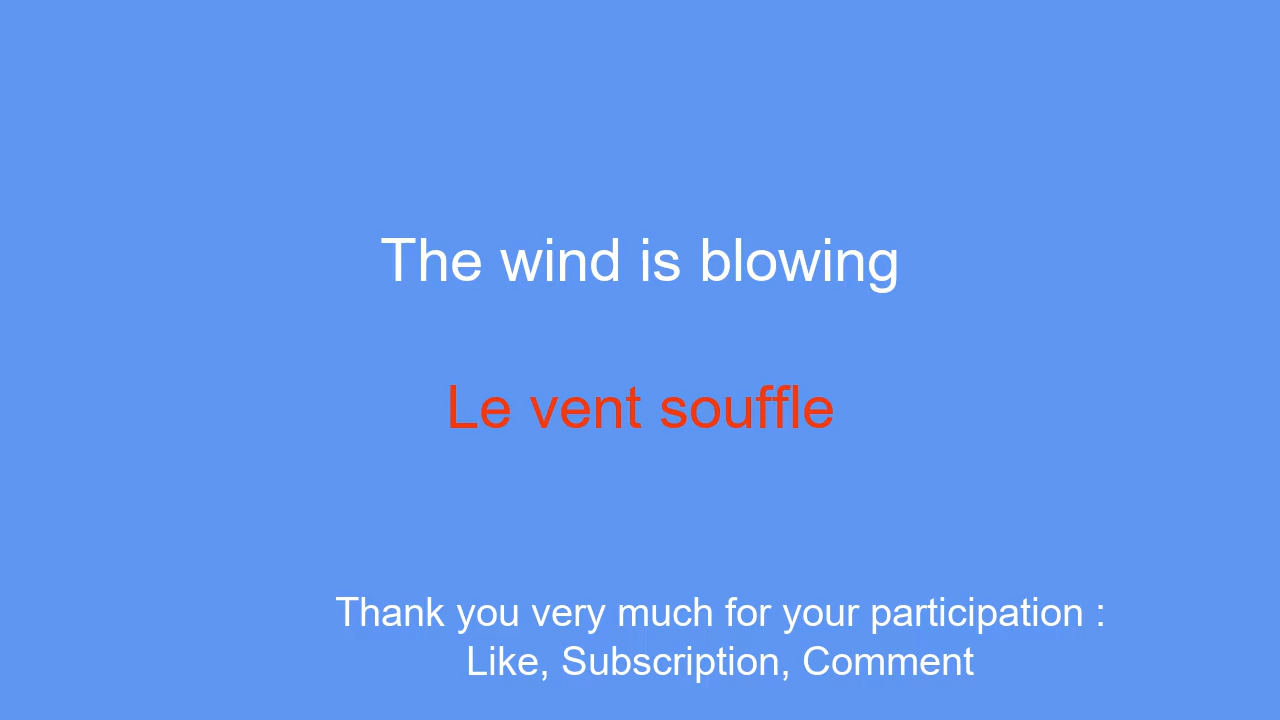 The wind is blowing
Le vent souffle
Thank you very much for your participation :
Like, Subscription, Comment